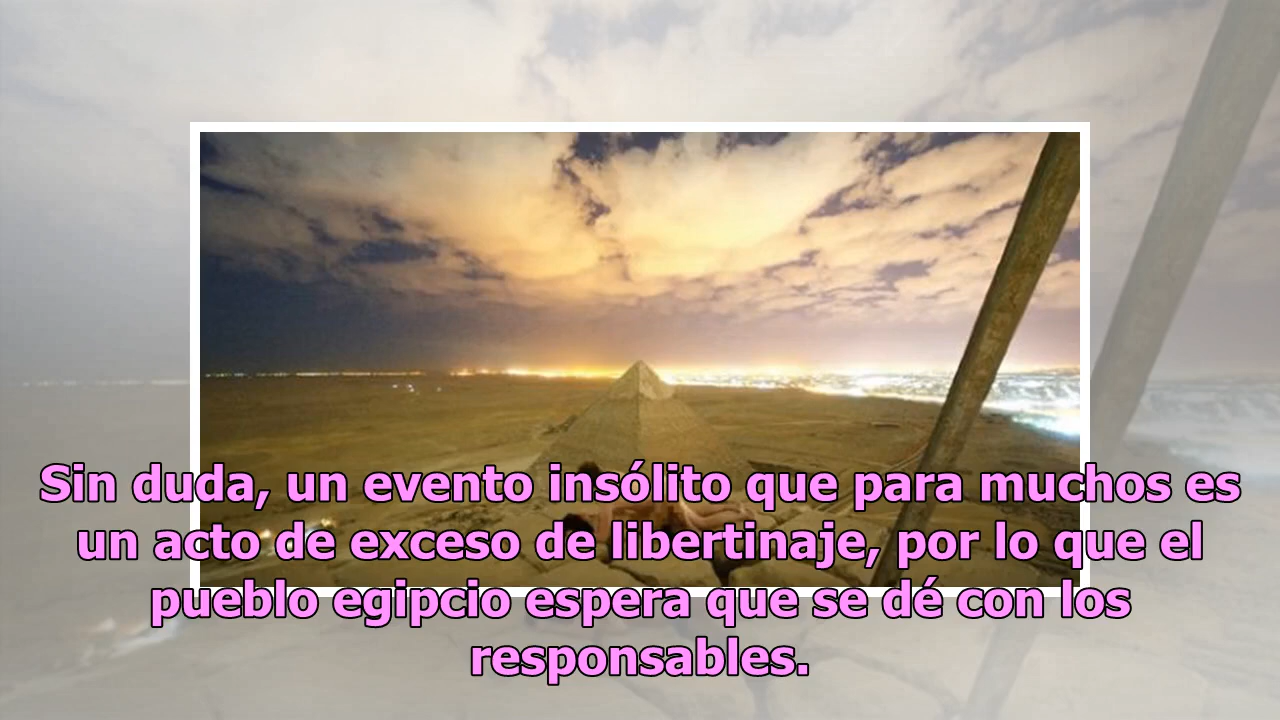 Sin duda, un evento insólito que para muchos es
un acto de exceso de libertinaje, por lo que el
pueblo egipcio espera que se dé con los
responsables.